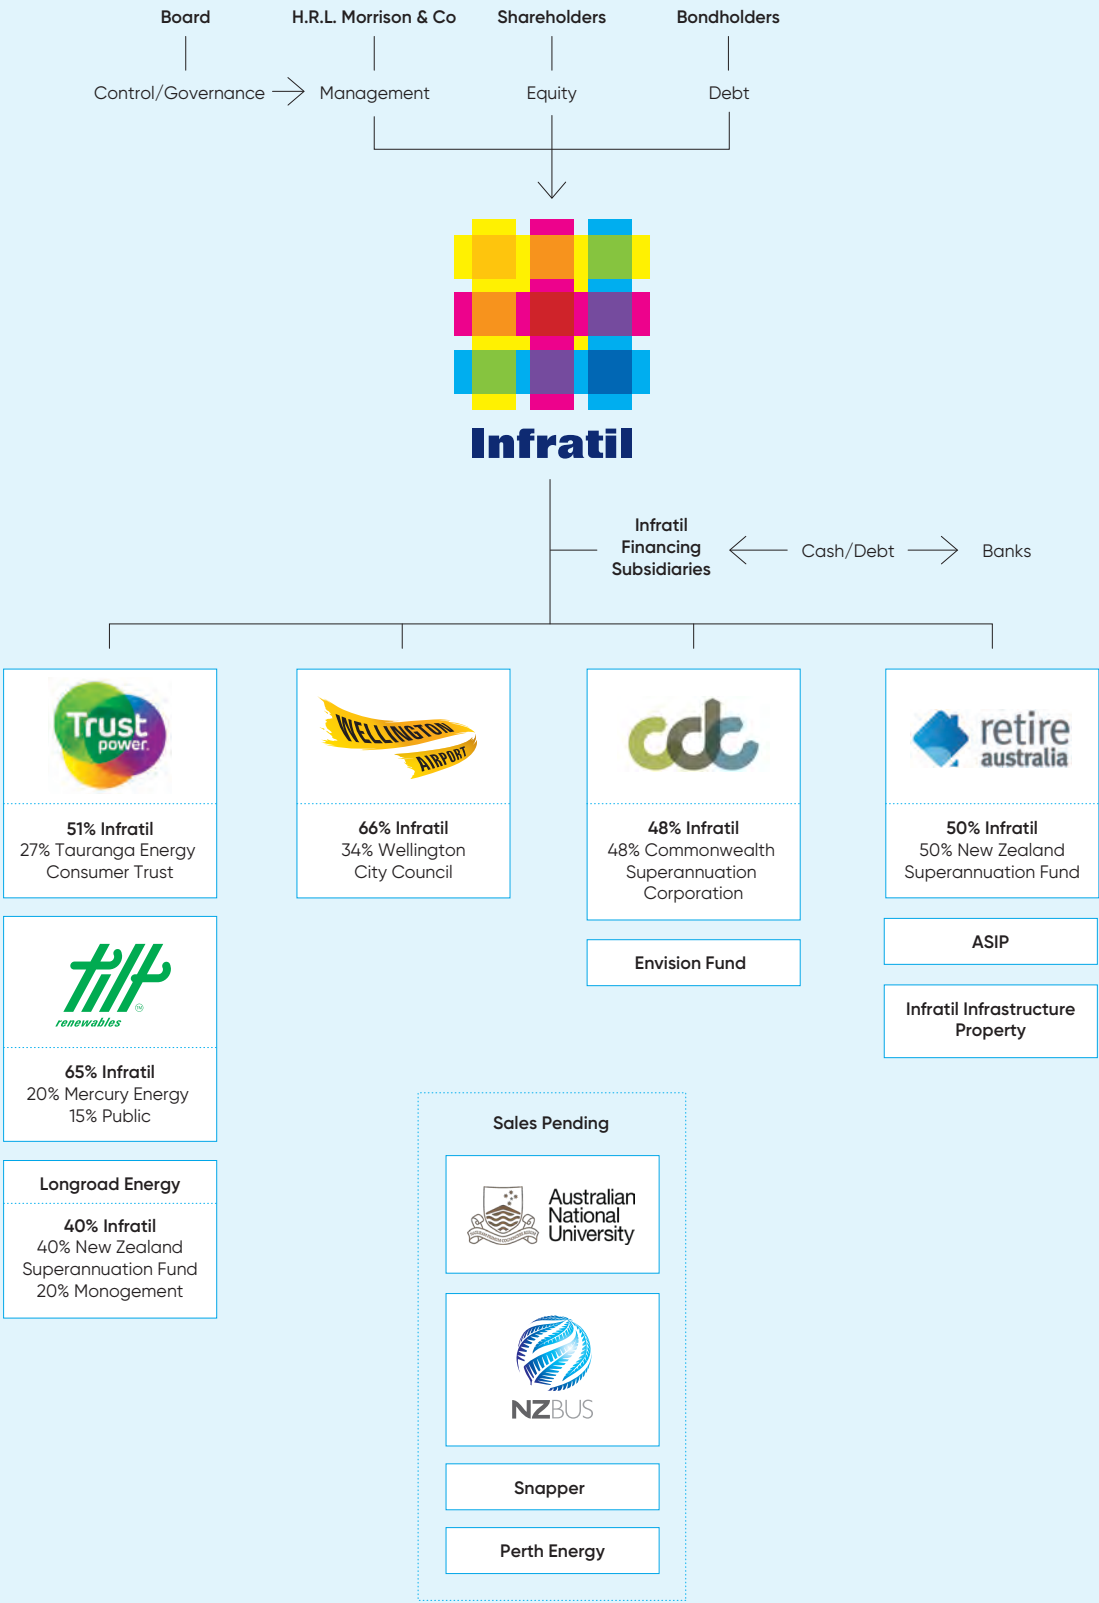 Board
H.R.L. Morrison & Co
Shareholders
Bondholders
Control/Governance
Management
Equity
Debt
Infratil
Infratil
Financing
Subsidiaries
Cash/Debt
Banks
Trust
power.
51% Infratil
27% Tauranga Energy
Consumer Trust
WELLINGTON
AIRPORT
66% Infratil
34% Wellington
City Council
cdc
48% Infratil
48% Commonwealth
Superannuation
Corporation
Envision Fund
retire
australia
50% Infratil
50% New Zealand
Superannuation Fund
ASIP
Infratil Infrastructure
Property
tilt
renewables
65% Infratil
20% Mercury Energy
15% Public
Longroad Energy
40% Infratil
40% New Zealand
Superannuation Fund
20% Monogement
Sales Pending
Australian
National
University
NZBUS
Snapper
Perth Energy